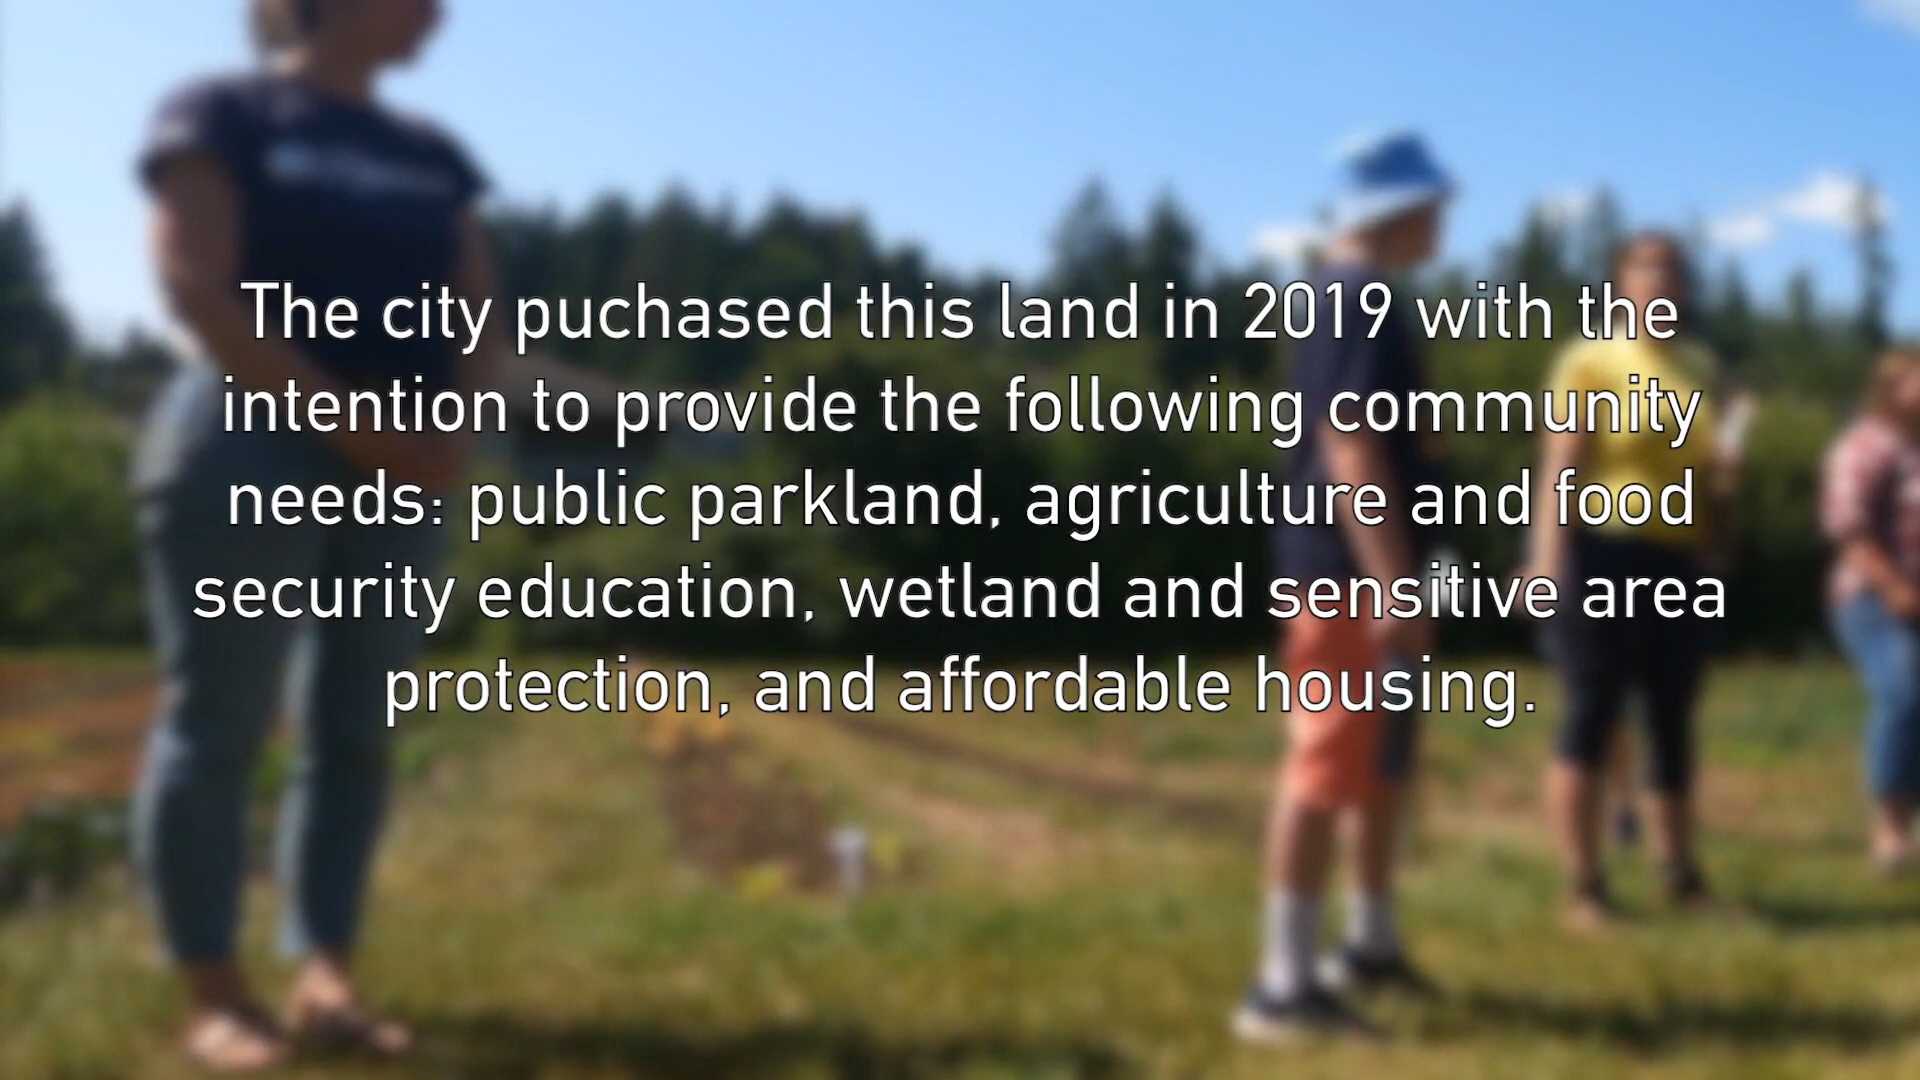 The city puchased this land in 2019 with the
intention to provide the following community
needs: public parkland, agriculture and food
security education, wetland and sensitive area
protection, and affordable housing.